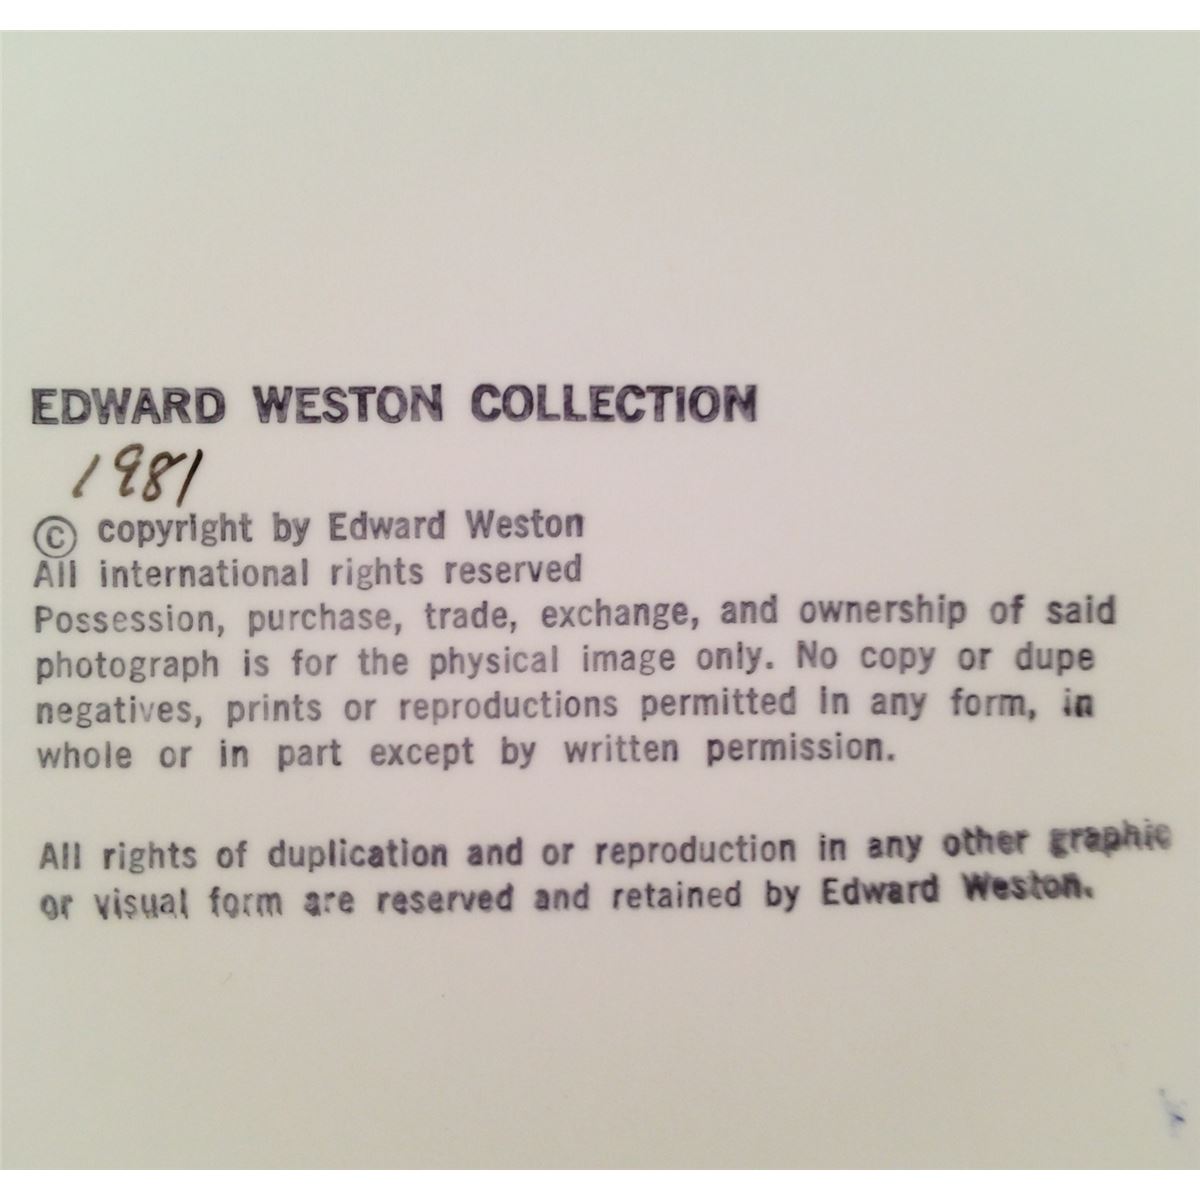 EDWARD WESTON COLLECTION
1981
© copyright by Edward Weston
All international rights reserved
Possession, purchase, trade, exchange, and ownership of said
photograph is for the physical image only. No copy or dupe
negatives, prints or reproductions permitted in any form, in
whole or in part except by written permission.
All rights of duplication and or reproduction in any other graphic
or visual form are reserved and retained by Edward Weston.